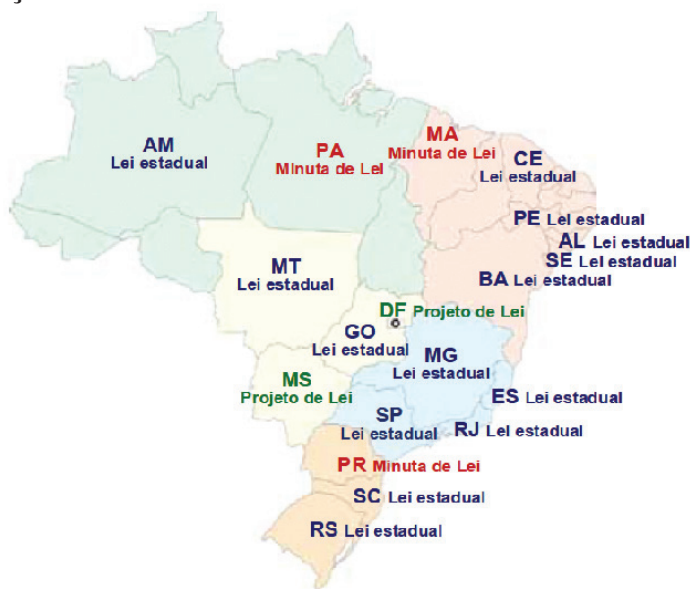 AM
Lei estadual
PA
Minuta de Lei
MA
Minuta de Lei
CE
Lei estadual
PE Lei estadual
AL Lei estadual
SE Lei estadual
BA Lei estadual
MT
Lei estadual
DF Projeto de Lei
GO
Lei estadual
MG
Lei estadual
MS
Projeto de Lei
ES Lei estadual
SP
Lei estadual
RJ Lei estadual
PR Minuta de Lei
SC Lei estadual
RS Lei estadual